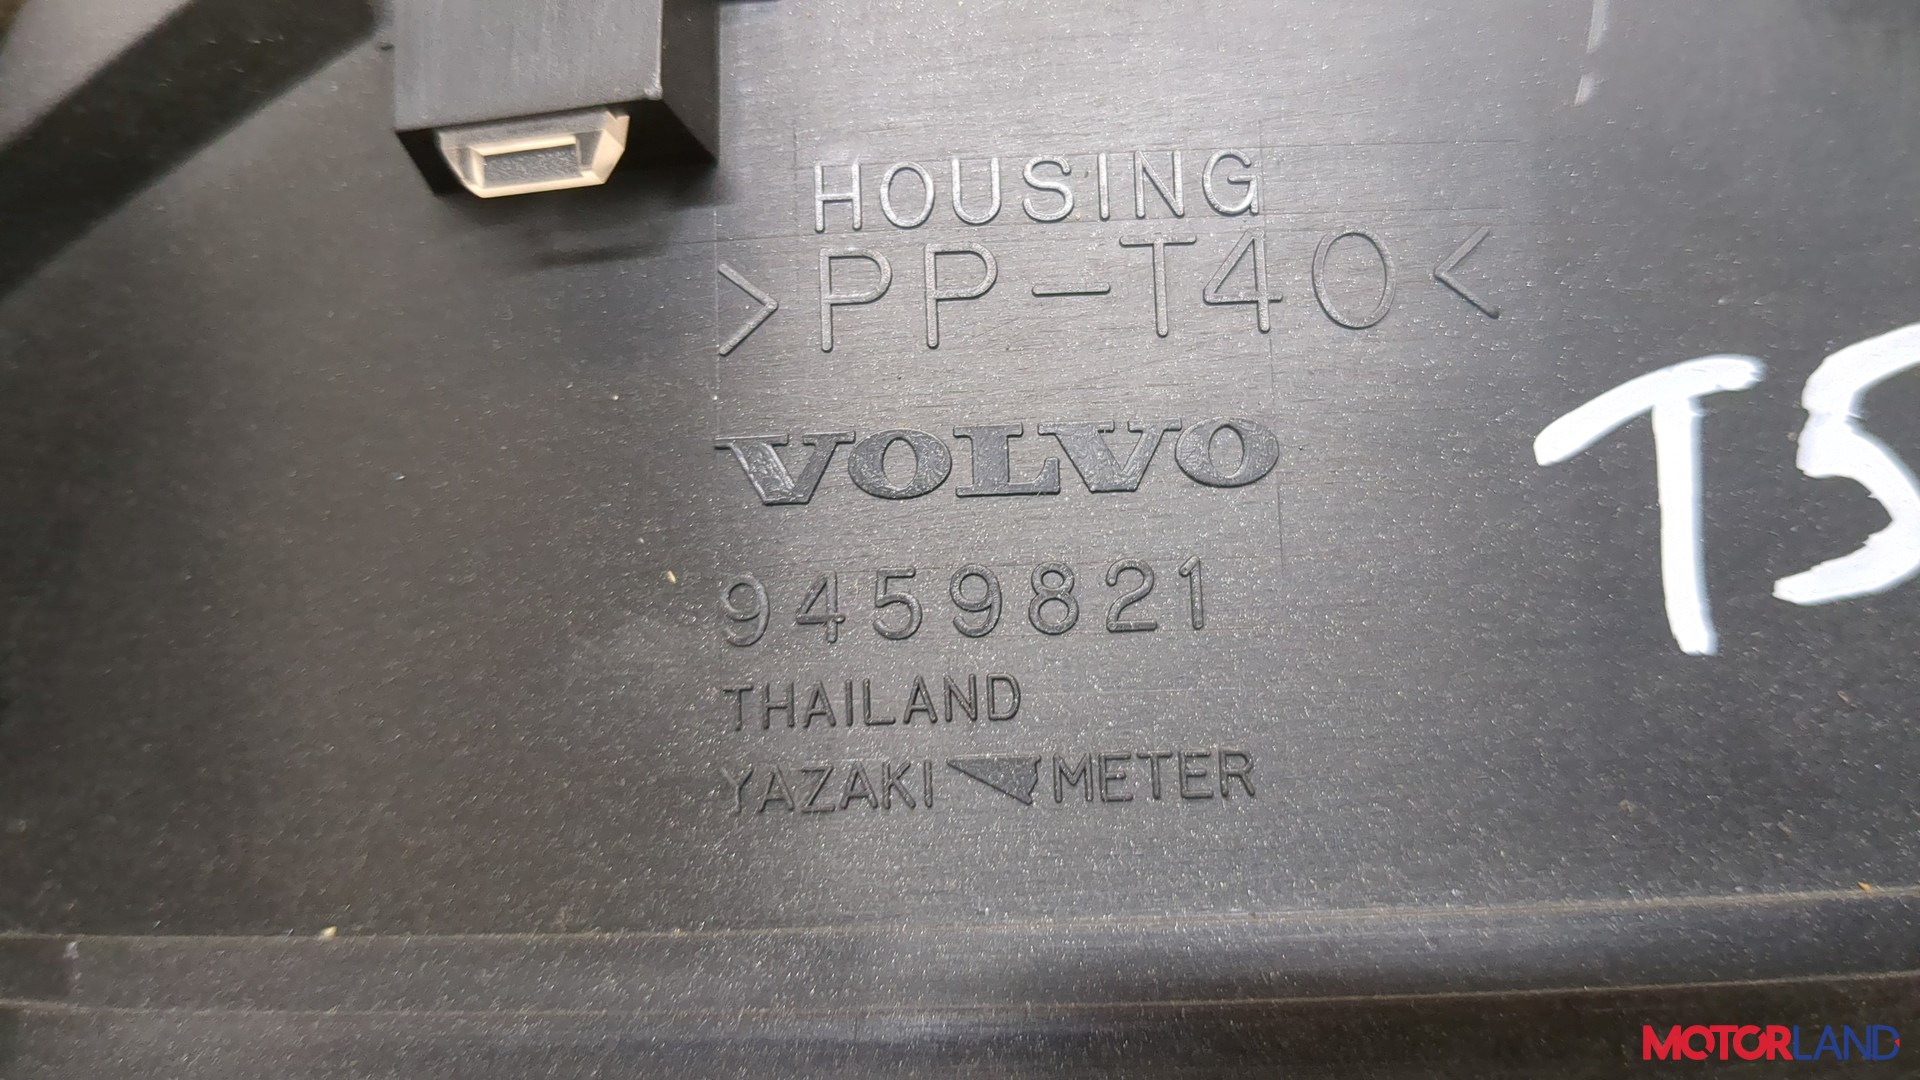 HOUSING
>PP-T40<
VOLVO
9459821
THAILAND
YAZAKI METER
T5
MOTORLAND